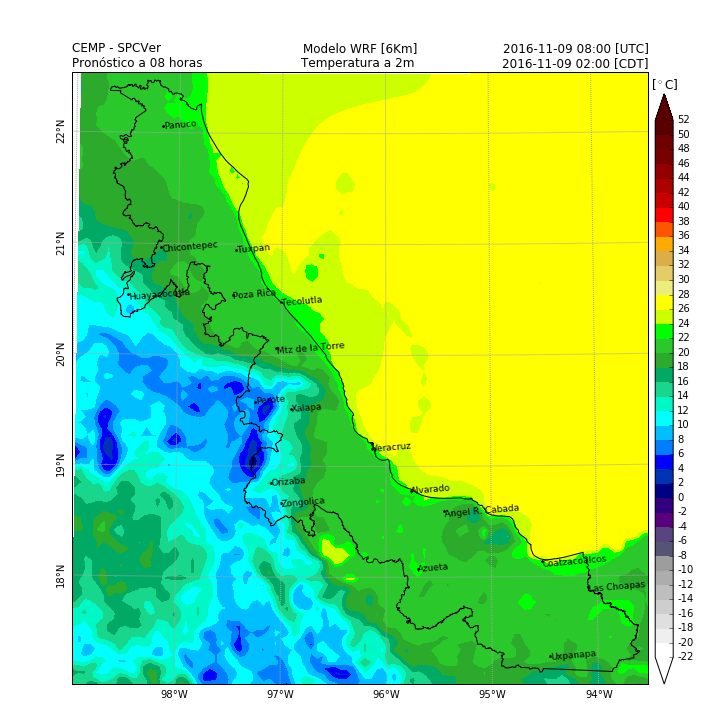 CEMP - SPCVer Modelo WRF [6Km] 2016-11-09 08:00 [UTC]
Pronóstico a 08 horas Temperatura a 2m 2016-11-09 02:00 [CDT]
[°C]
52
50
48
46
44
42
40
38
36
34
32
30
28
26
24
22
20
18
16
14
12
10
8
6
4
2
0
-2
-4
-6
-8
-10
-12
-14
-16
-18
-20
-22
22°N
21°N
20°N
19°N
18°N
Panuco
Chicontepec
Tuxpan
Huayacocotla
Poza Rica
Tecolutla
Mtz de la Torre
Perote
Xalapa
Veracruz
Orizaba
Alvarado
Zongolica
Angel R. Cabada
Azueta
Coatzacoalcos
Las Choapas
Uxpanapa
98°W 97°W 96°W 95°W 94°W